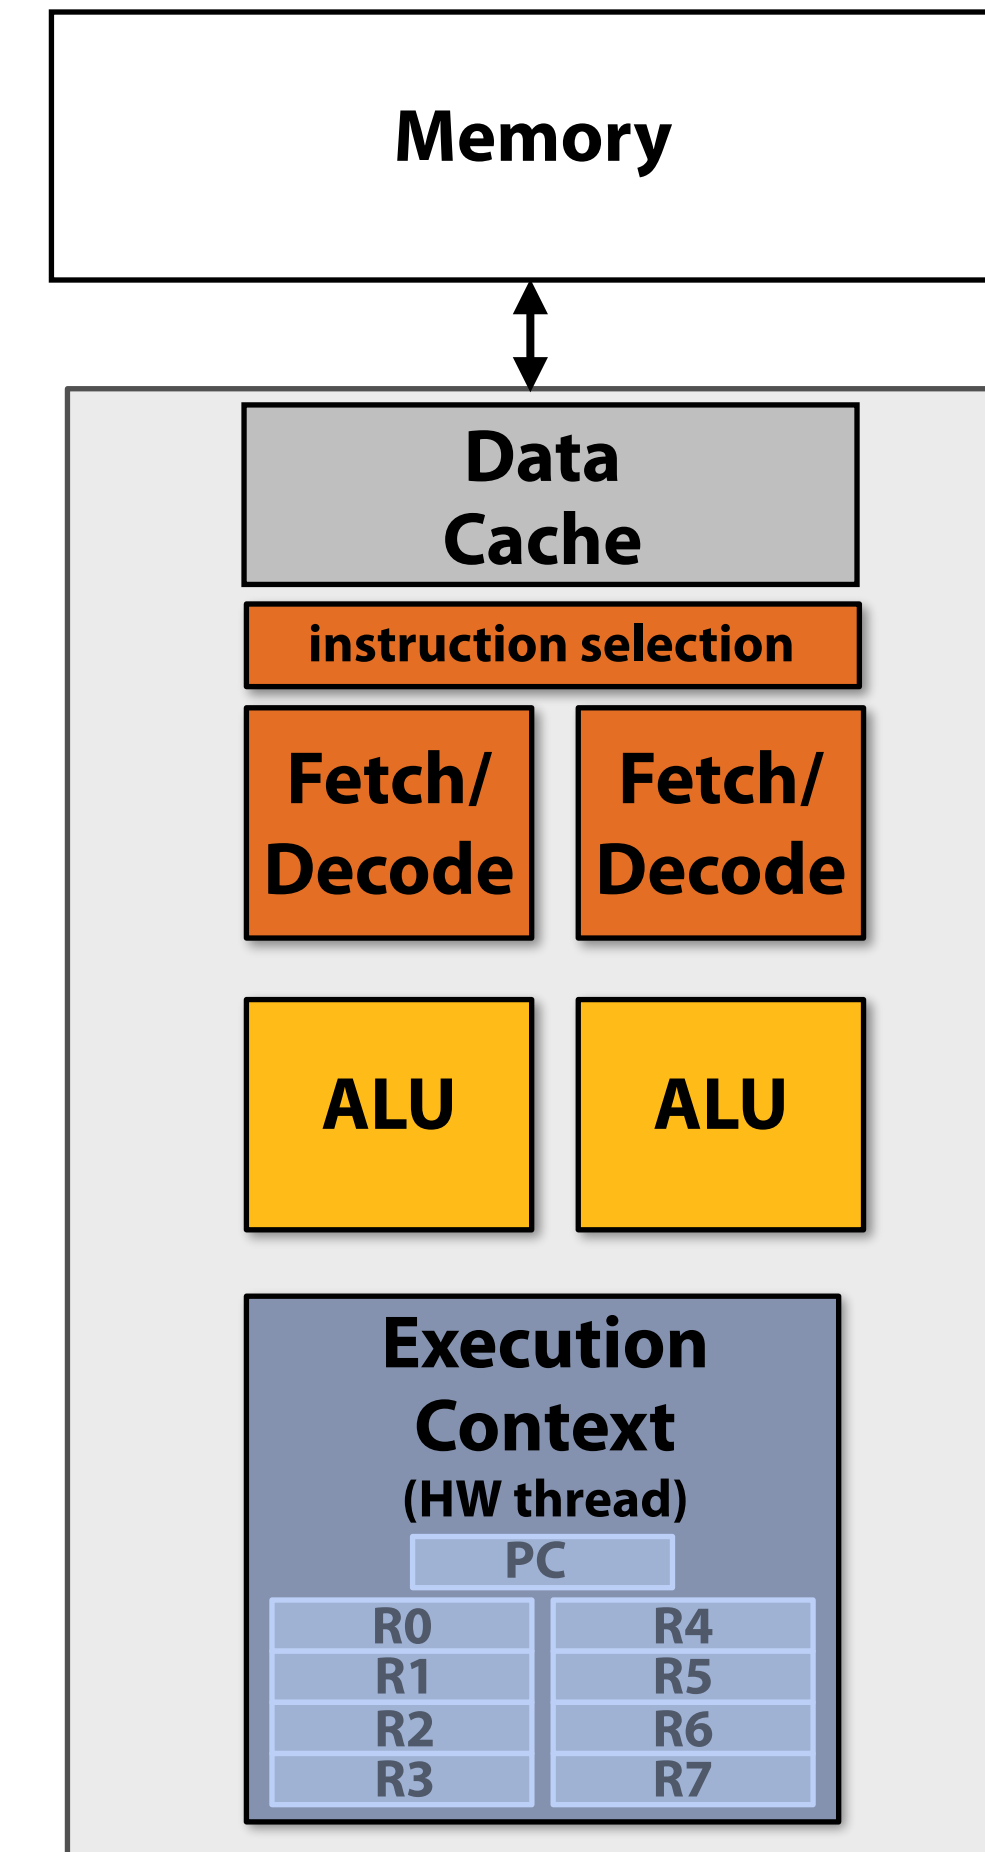 Memory
Data
Cache
instruction selection
Fetch/
Decode
Fetch/
Decode
ALU
ALU
Execution
Context
(HW thread)
PC
R0
R1
R2
R3
R4
R5
R6
R7